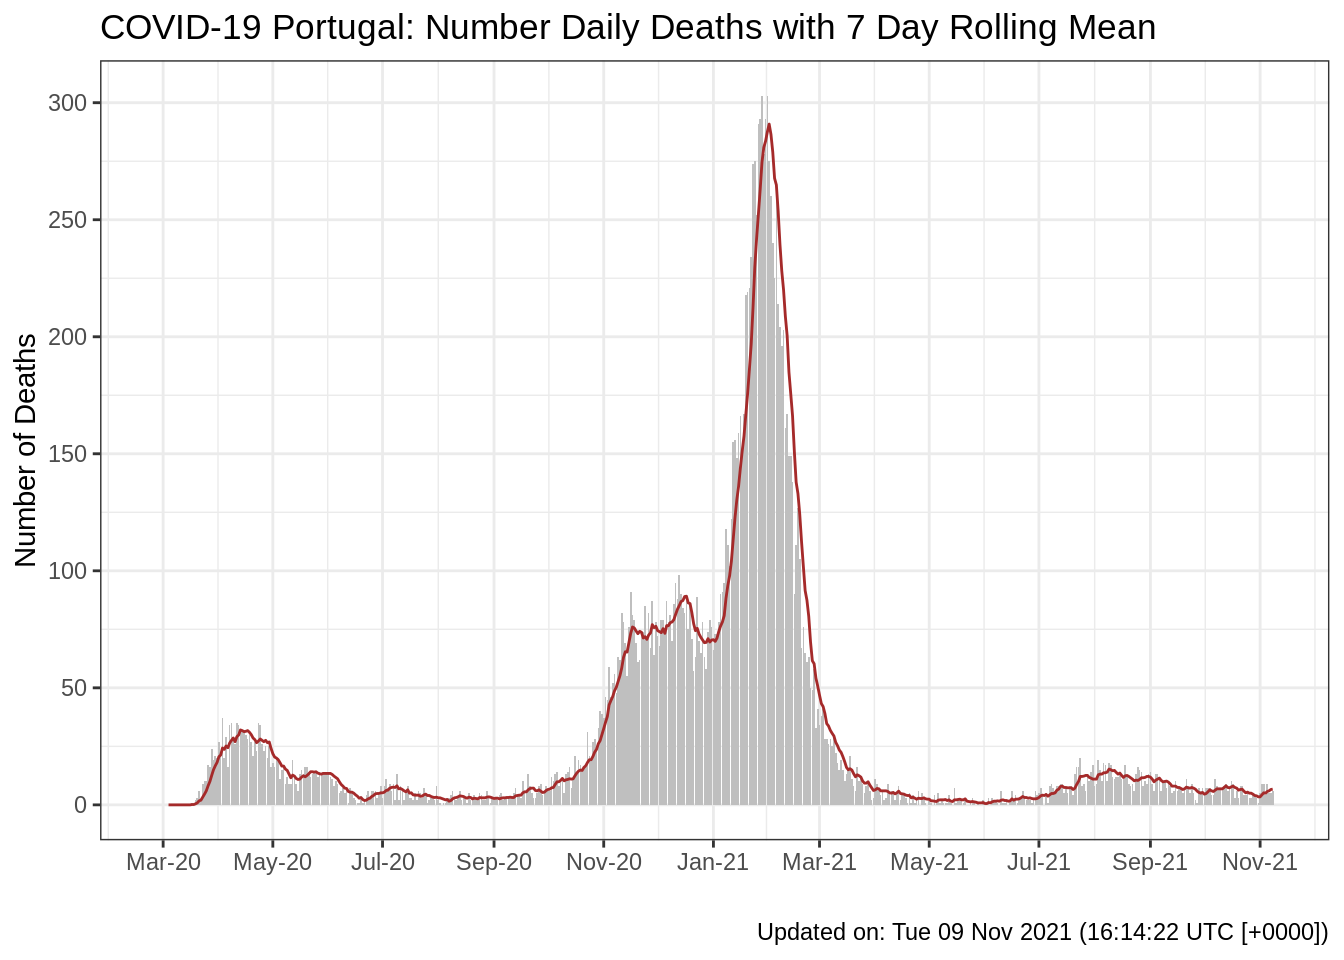 COVID-19 Portugal: Number Daily Deaths with 7 Day Rolling Mean
Number of Deaths
300
250
200
150
100
50
0
Mar-20 May-20 Jul-20 Sep-20 Nov-20 Jan-21 Mar-21 May-21 Jul-21 Sep-21 Nov-21
Updated on: Tue 09 Nov 2021 (16:14:22 UTC [+0000])